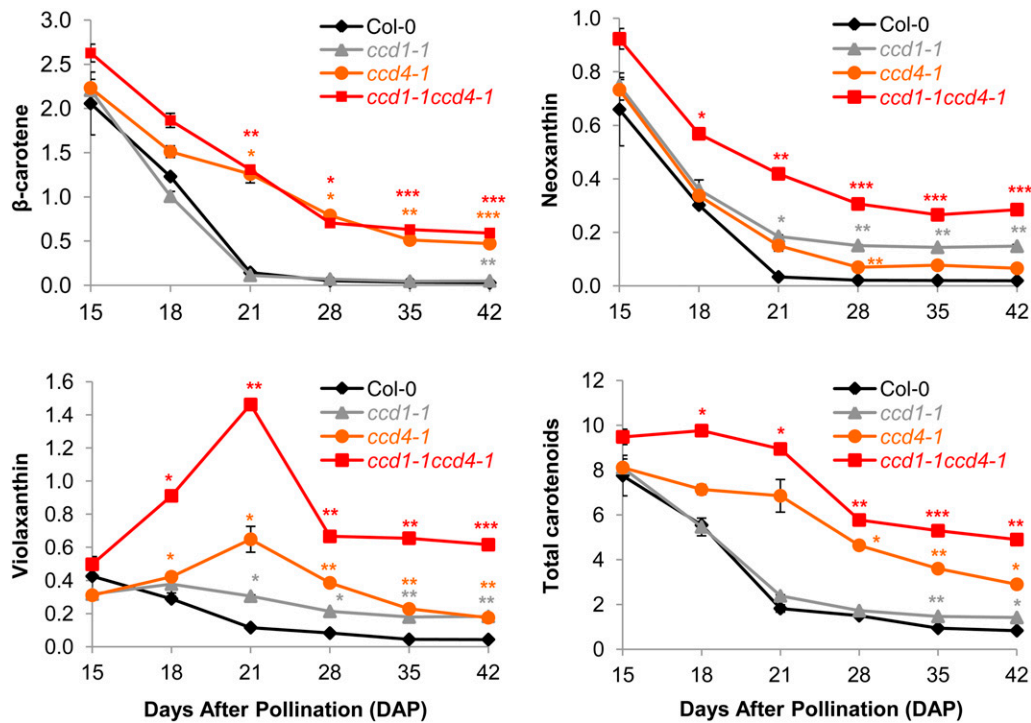 β-carotene
3.0
2.5
2.0
1.5
1.0
0.5
0.0
15 18 21 28 35 42
Col-0
ccd1-1
ccd4-1
ccd1-1ccd4-1
**
*
*
*
***
**
***
***
**
Neoxanthin
1.0
0.8
0.6
0.4
0.2
0.0
15 18 21 28 35 42
Col-0
ccd1-1
ccd4-1
ccd1-1ccd4-1
*
**
***
***
***
*
**
**
**
**
Violaxanthin
1.6
1.4
1.2
1.0
0.8
0.6
0.4
0.2
0.0
15 18 21 28 35 42
Days After Pollination (DAP)
Col-0
ccd1-1
ccd4-1
ccd1-1ccd4-1
*
**
**
**
***
*
*
**
**
**
*
*
**
**
Total carotenoids
12
10
8
6
4
2
0
15 18 21 28 35 42
Days After Pollination (DAP)
Col-0
ccd1-1
ccd4-1
ccd1-1ccd4-1
*
*
**
***
**
*
**
*
**
*